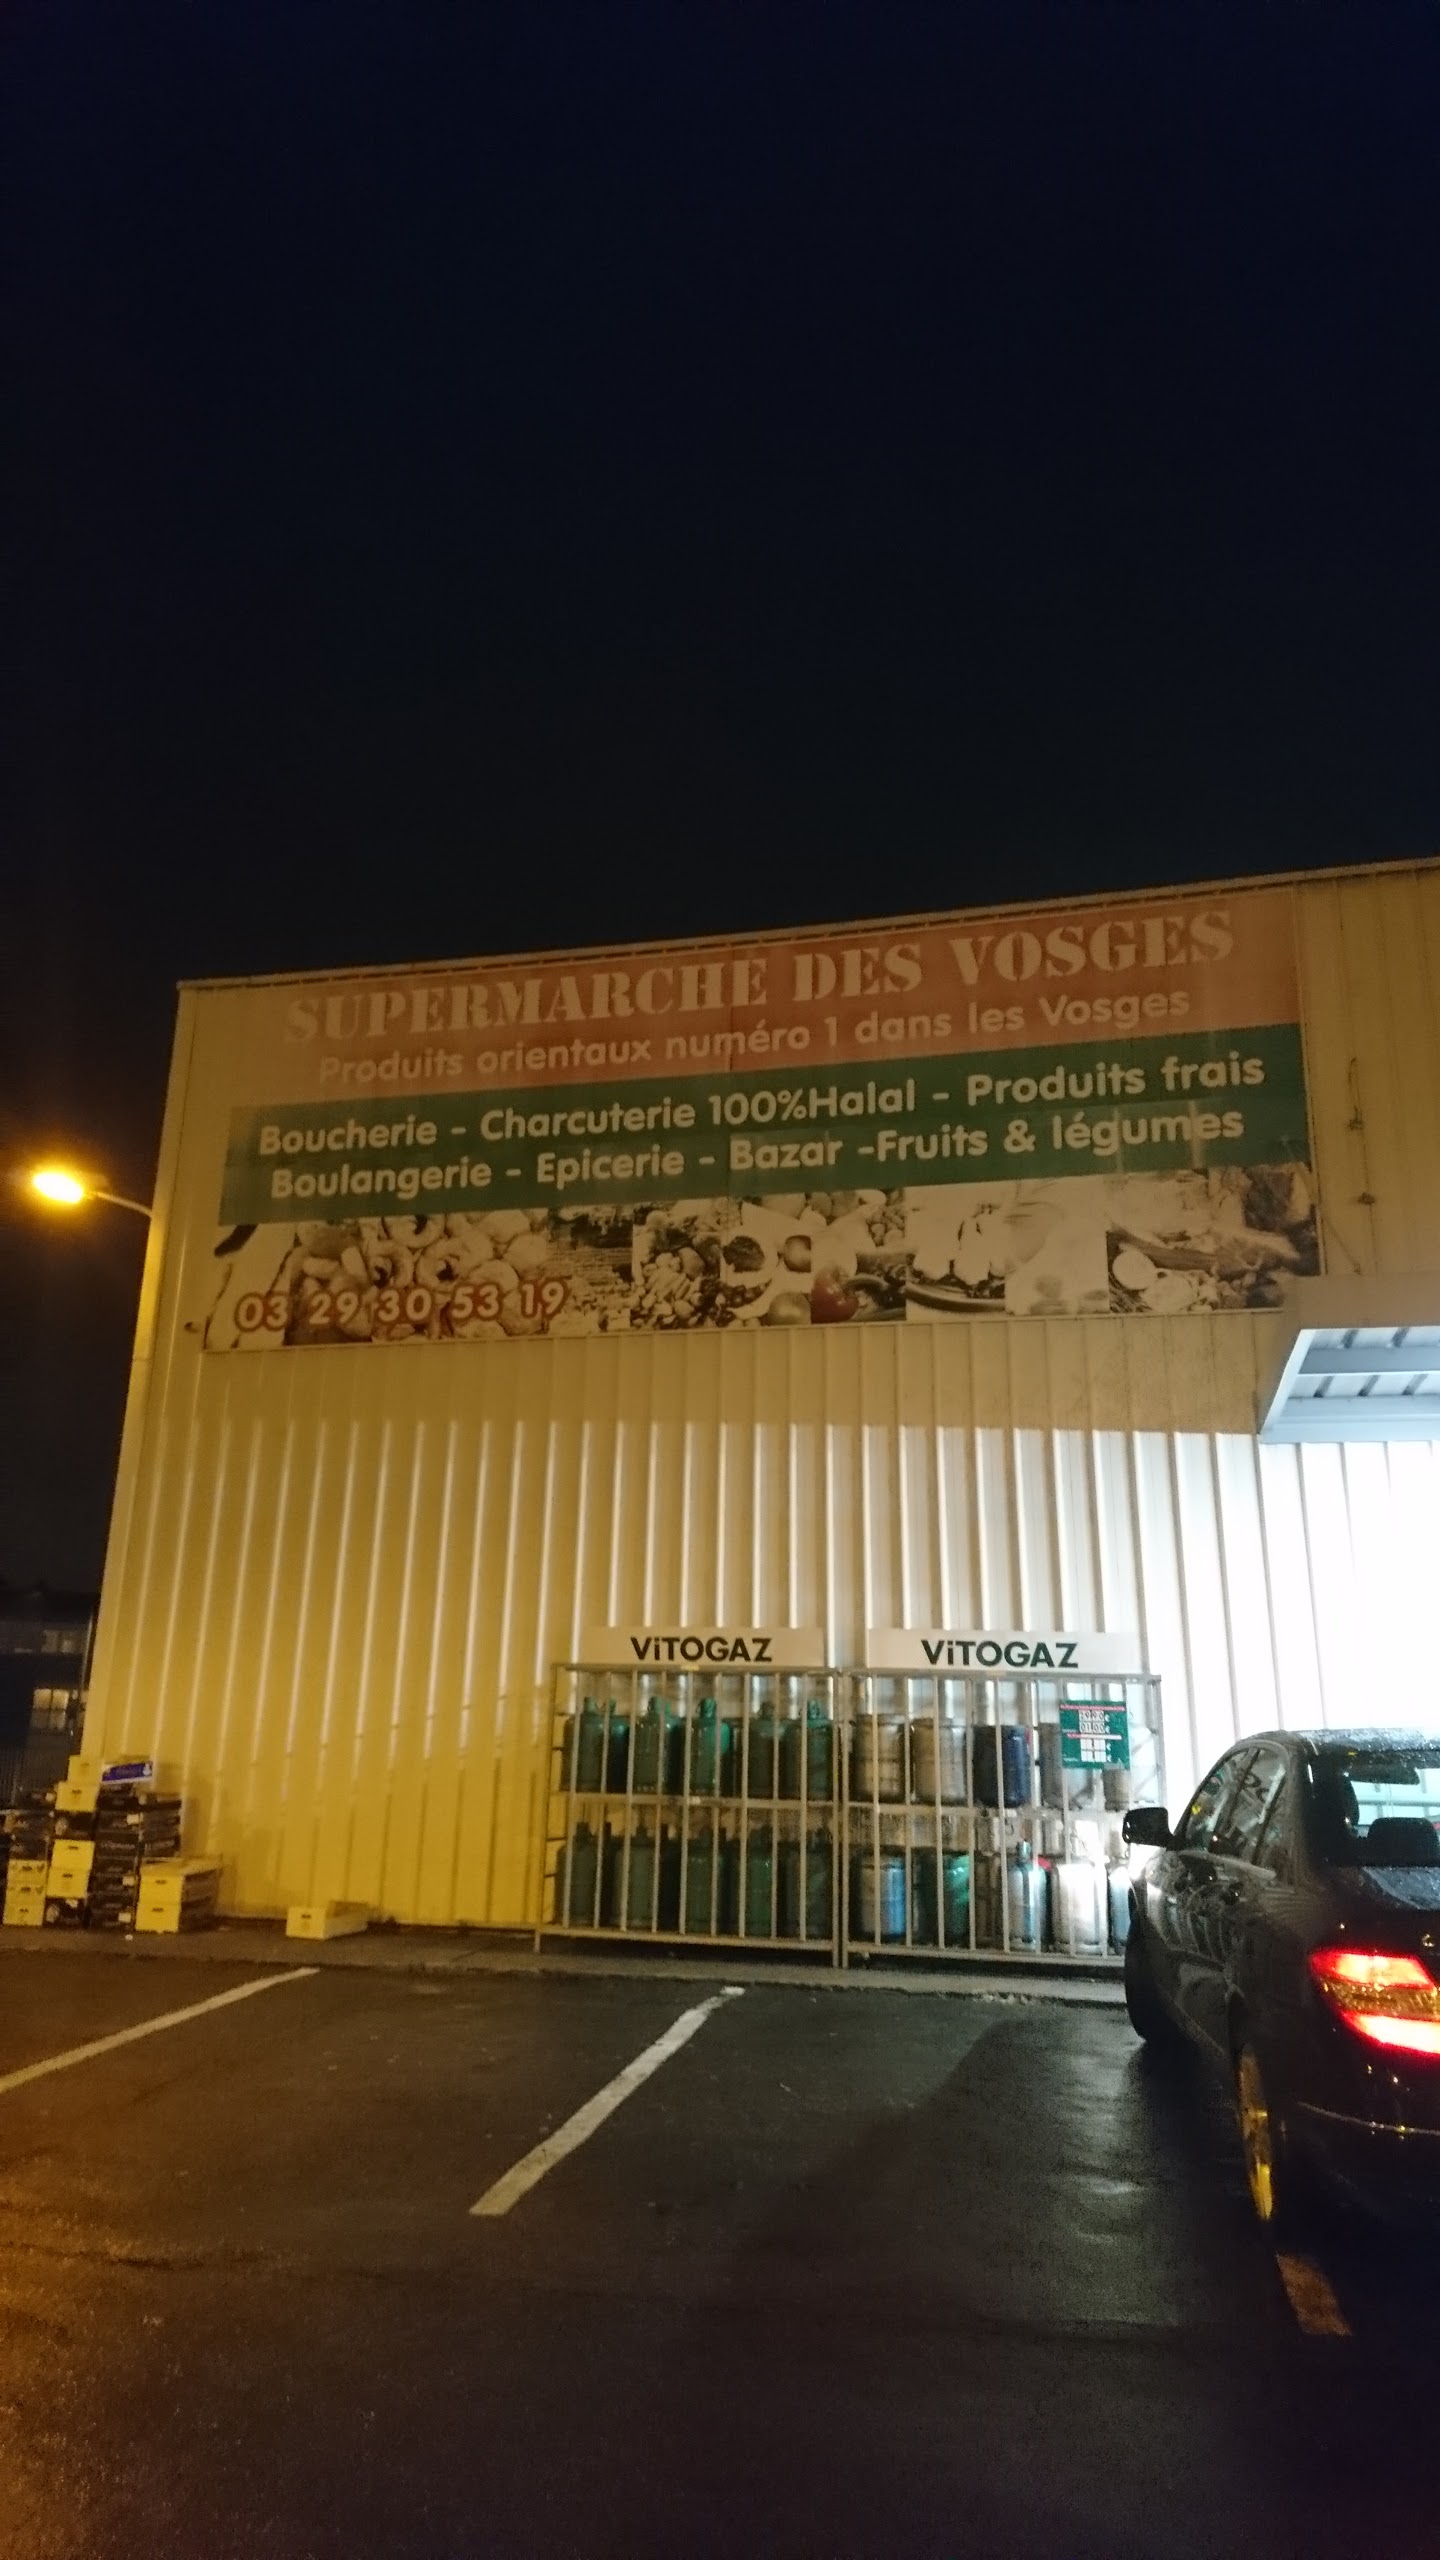 SUPERMARCHE DES VOSGES
Produits orientaux numéro 1 dans les Vosges
Boucherie - Charcuterie 100%Halal - Produits frais
Boulangerie - Epicerie - Bazar -Fruits & légumes
03 29 30 53 19
ViTOGAZ
ViTOGAZ